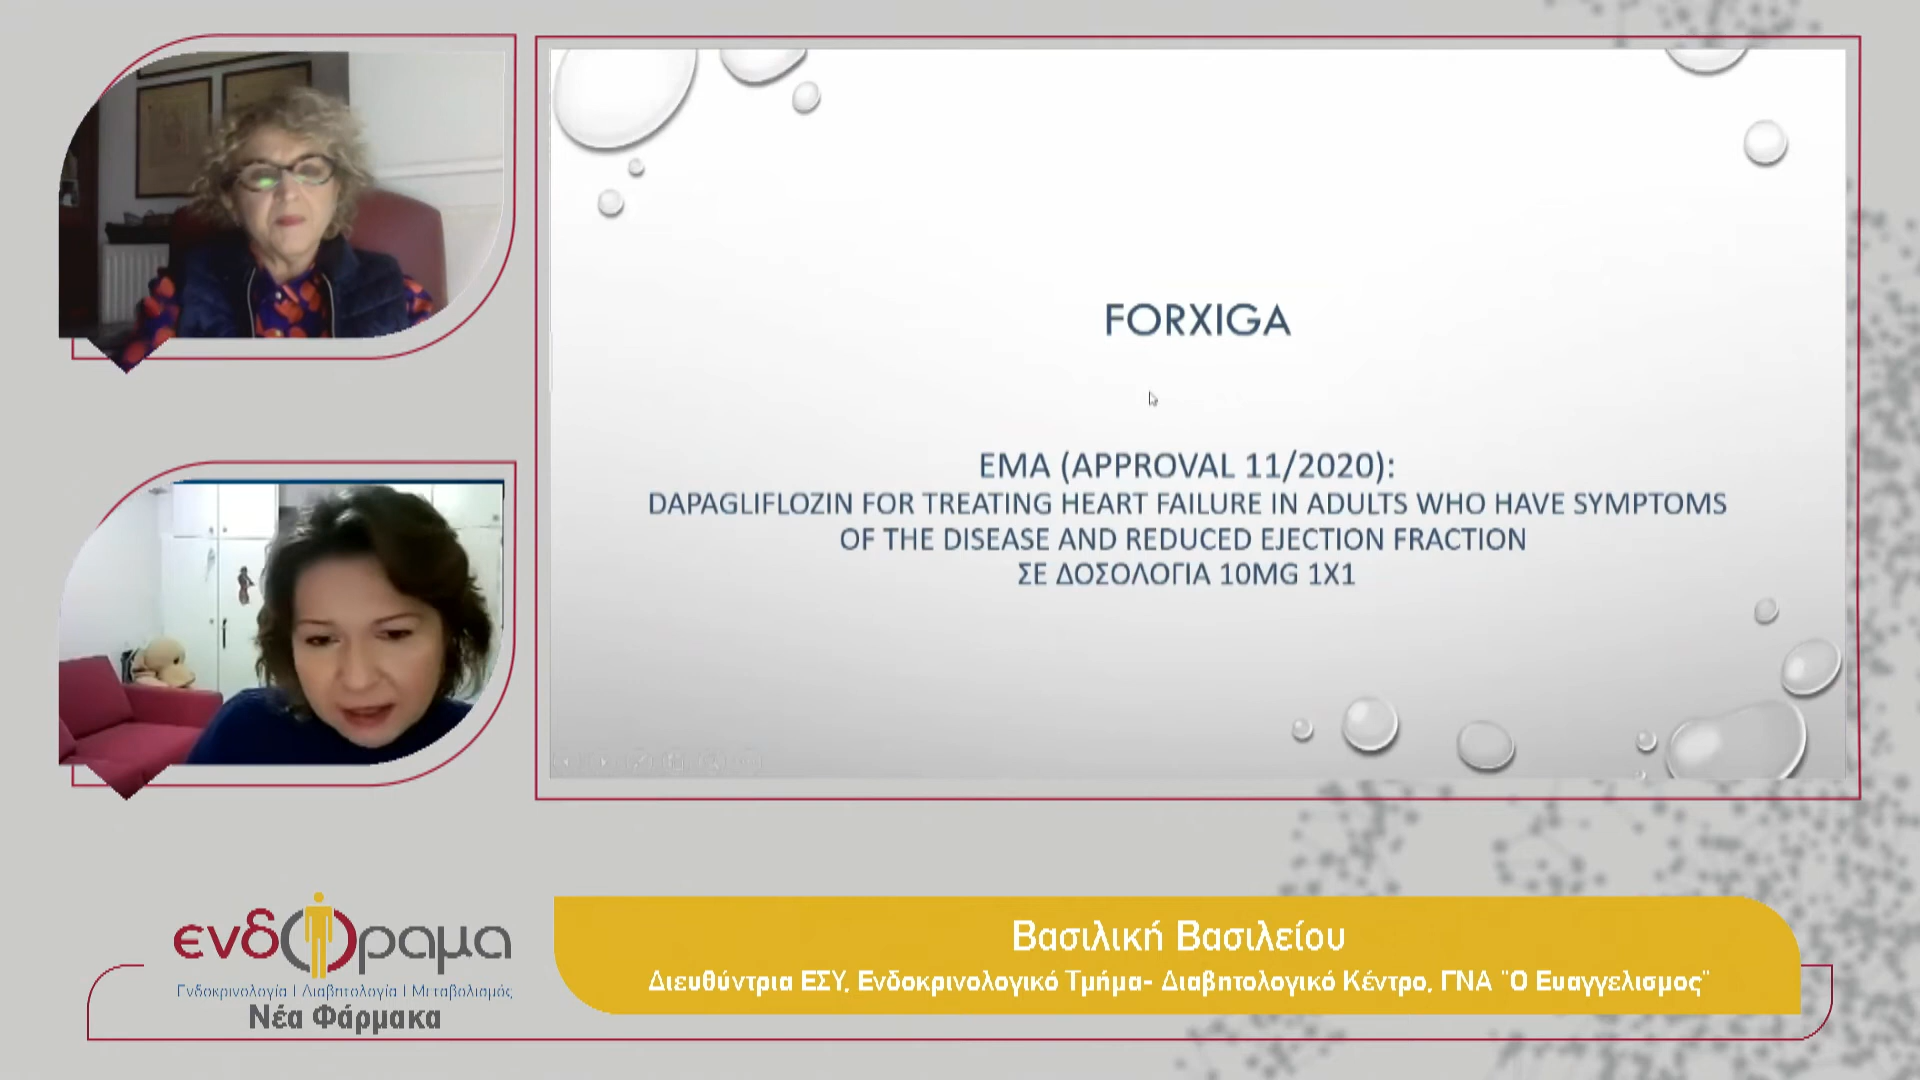 FORXIGA
EMA (APPROVAL 11/2020):
DAPAGLIFLOZIN FOR TREATING HEART FAILURE IN ADULTS WHO HAVE SYMPTOMS
OF THE DISEASE AND REDUCED EJECTION FRACTION
ΣΕ ΔΟΣΟΛΟΓΙΑ 10MG 1X1
ενδόραμα
Ενδοκρινολογία | Διαβητολογία | Μεταβολισμός
Νέα Φάρμακα
Βασιλική Βασιλείου
Διευθύντρια ΕΣΥ, Ενδοκρινολογικό Τμήμα- Διαβητολογικό Κέντρο, ΓΝΑ "Ο Ευαγγελισμος"